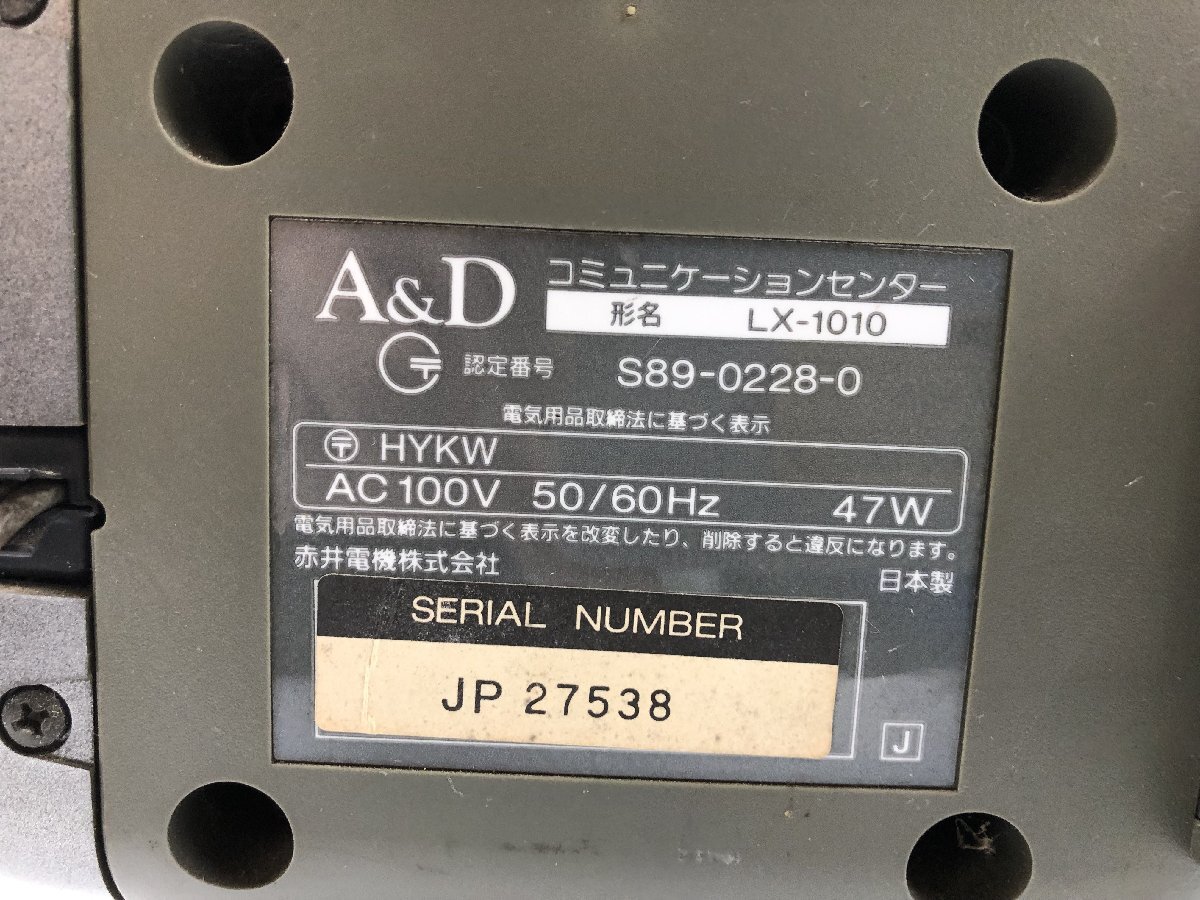 A&D コミュニケーションセンター
形名 LX-1010
認定番号 S89-0228-0
電気用品取締法に基づく表示
〒 HYKW
AC 100V 50/60Hz 47W
電気用品取締法に基づく表示を改変したり、削除すると違反になります。
赤井電機株式会社 日本製
SERIAL NUMBER
JP 27538
J